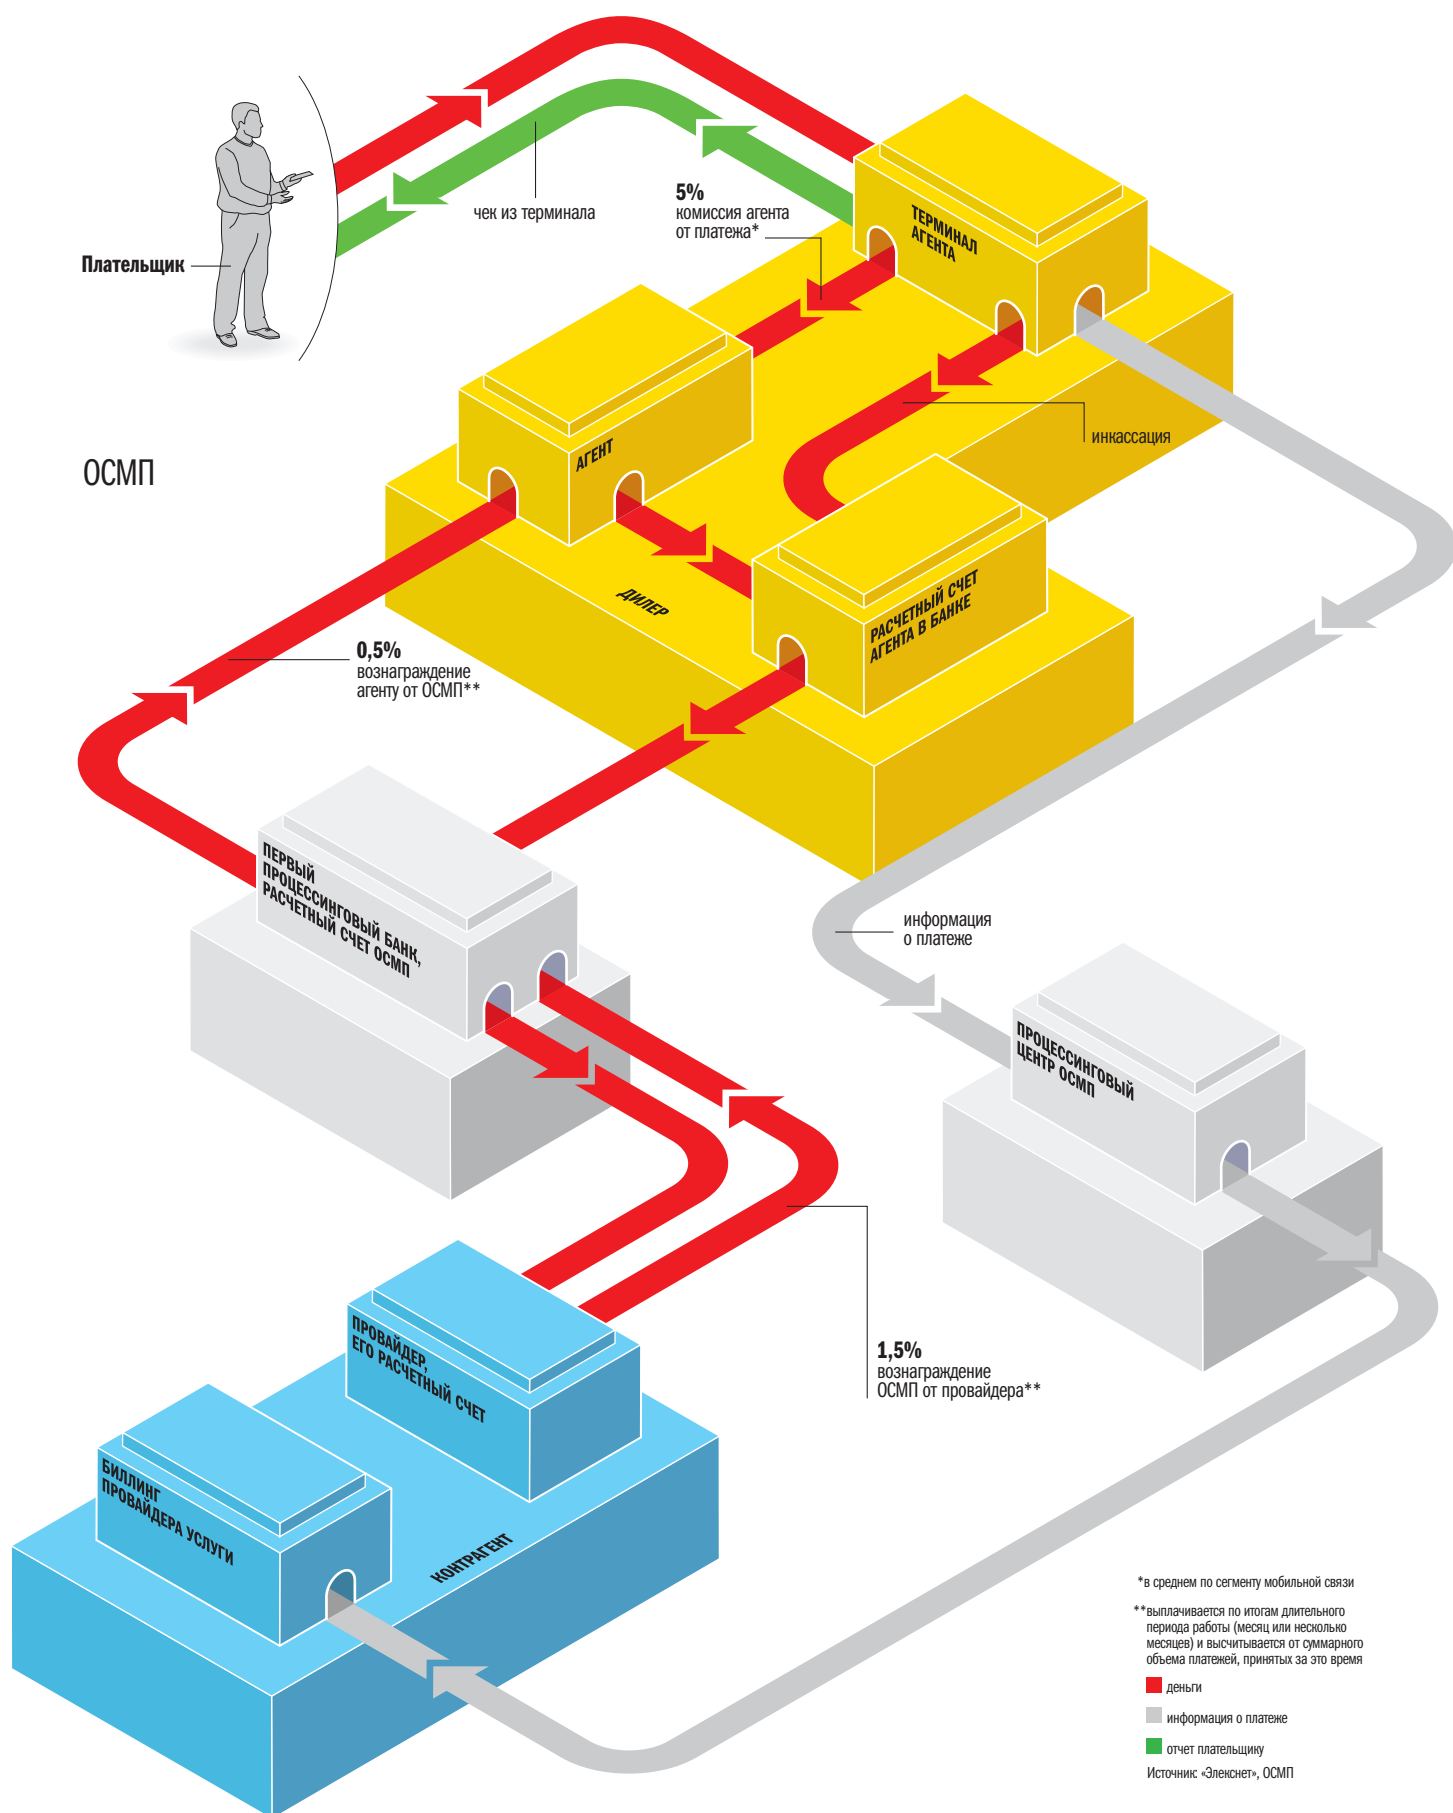 чек из терминала
5%
комиссия агента
от платежа*
ТЕРМИНАЛ
АГЕНТА
Плательщик
инкассация
АГЕНТ
ОСМП
ДИЛЕР
РАСЧЕТНЫЙ СЧЕТ
АГЕНТА В БАНКЕ
0,5%
вознаграждение
агенту от ОСМП**
ПЕРВЫЙ
ПРОЦЕССИНГОВЫЙ БАНК,
РАСЧЕТНЫЙ СЧЕТ ОСМП
информация
о платеже
ПРОЦЕССИНГОВЫЙ
ЦЕНТР ОСМП
1,5%
вознаграждение
ОСМП от провайдера**
ПРОВАЙДЕР,
ЕГО РАСЧЕТНЫЙ СЧЕТ
БИЛЛИНГ
ПРОВАЙДЕРА УСЛУГИ
КОНТРАГЕНТ
*в среднем по сегменту мобильной связи
**выплачивается по итогам длительного
периода работы (месяц или несколько
месяцев) и высчитывается от суммарного
объема платежей, принятых за это время
деньги
информация о платеже
отчет плательщику
Источник: «Элекснет», ОСМП